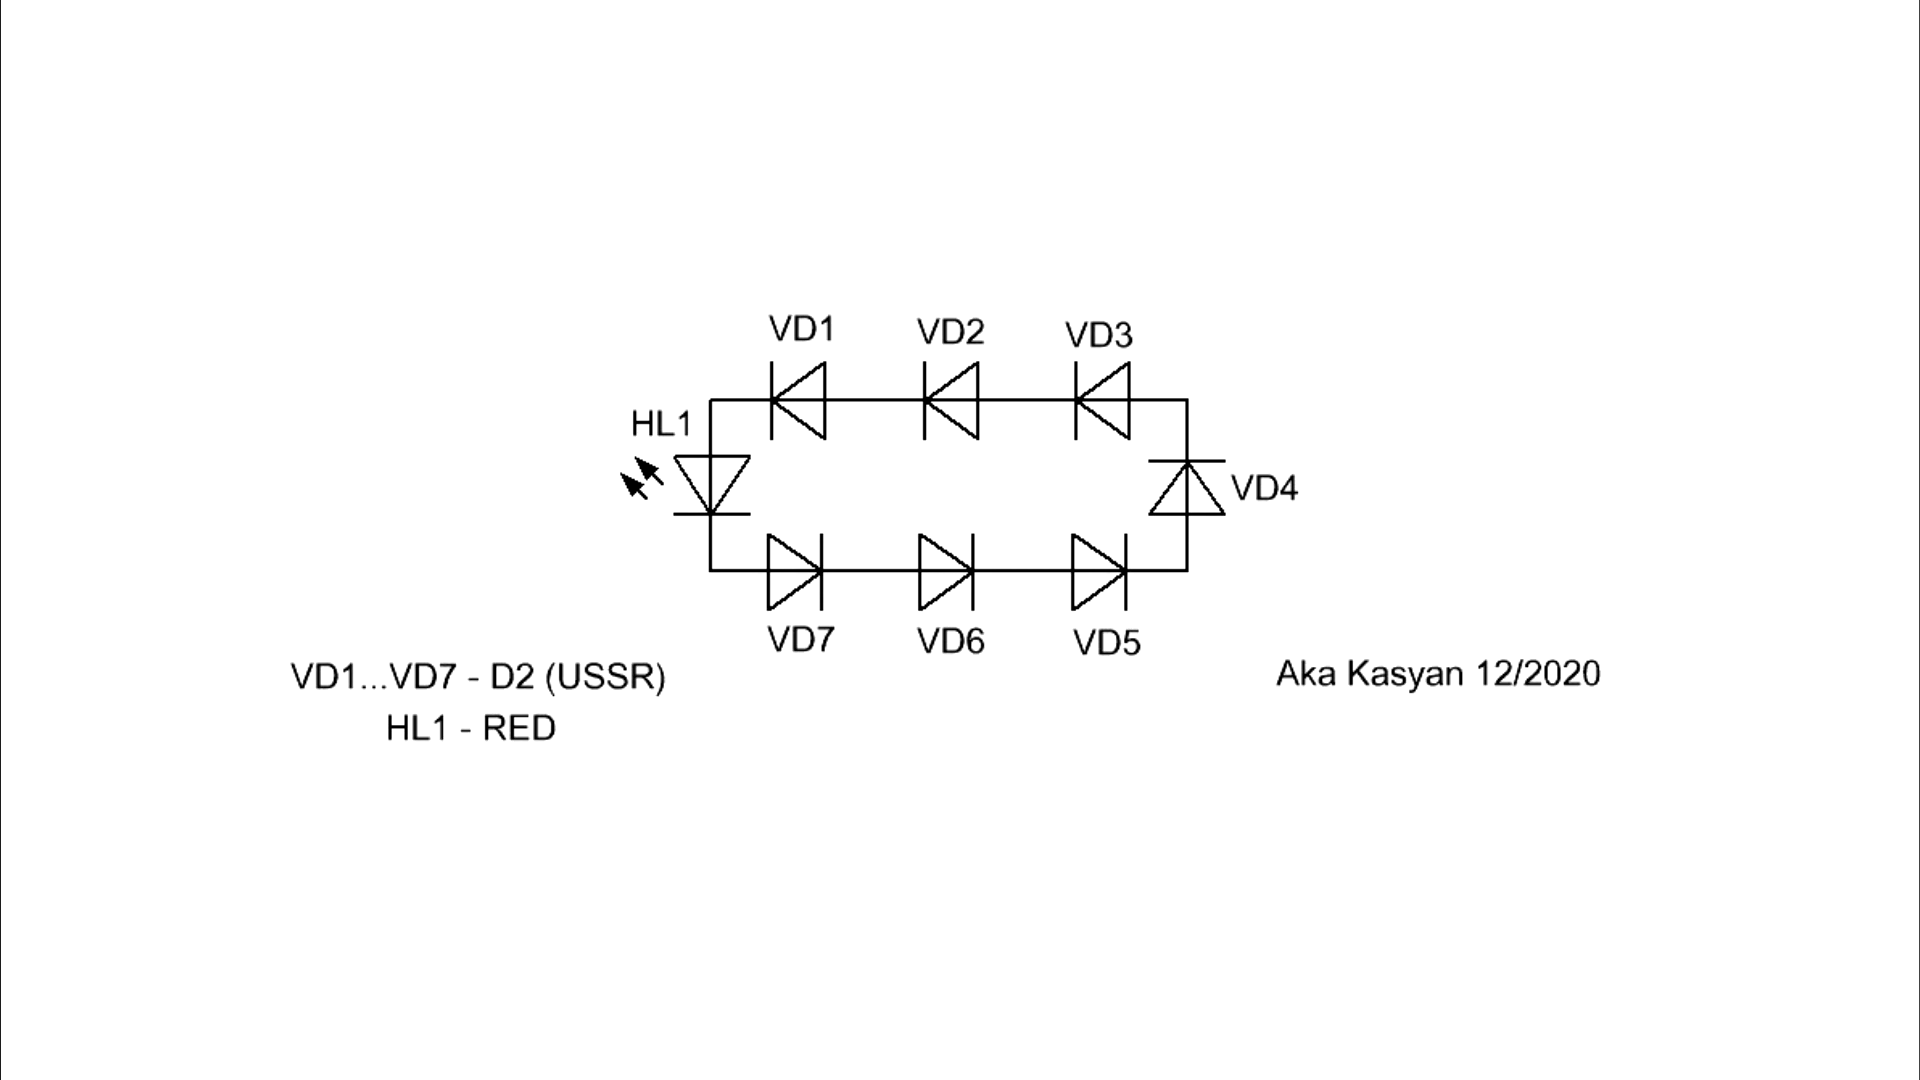 VD1
VD2
VD3
HL1
VD4
VD7
VD6
VD5
VD1...VD7 - D2 (USSR)
HL1 - RED
Aka Kasyan 12/2020